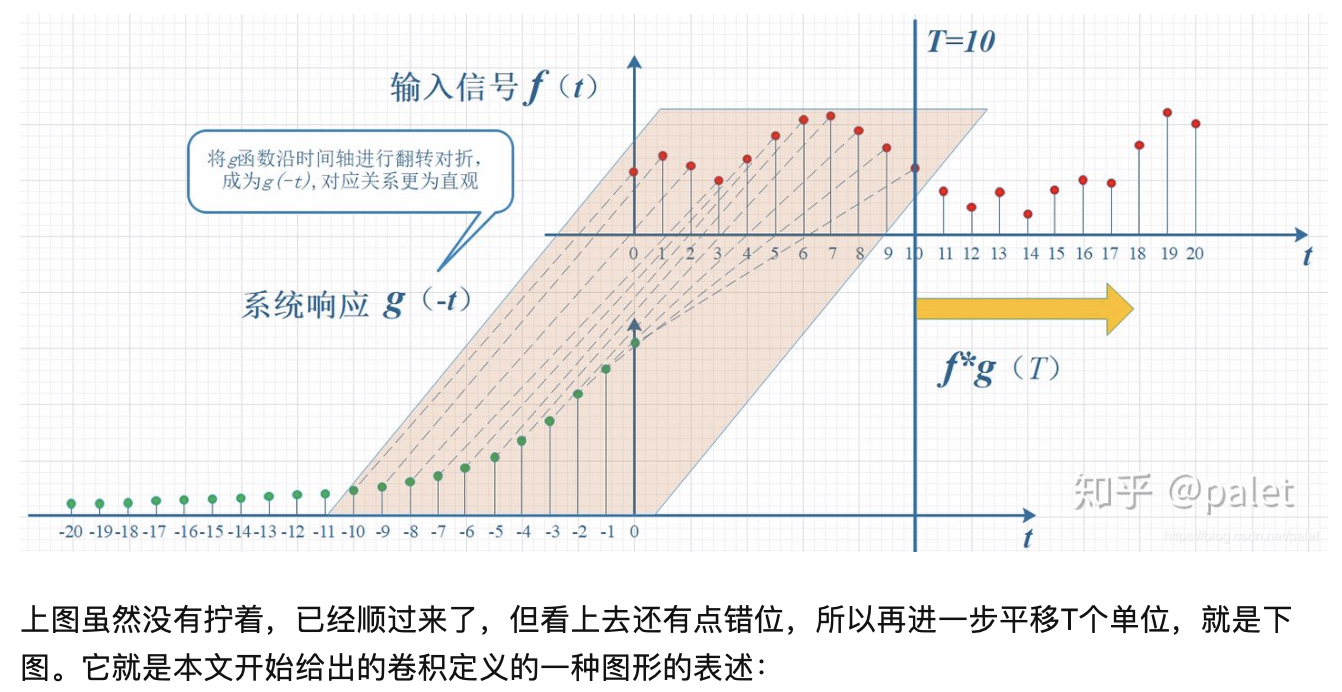 T=10
输入信号 f（t）
将g函数沿时间轴进行翻转对折，
成为g(-t), 对应关系更为直观
0 1 2 3 4 5 6 7 8 9 10 11 12 13 14 15 16 17 18 19 20
t
系统响应 g（-t）
f*g（T）
知乎 @palet
https://blog.csdn.net/palet
-20 -19 -18 -17 -16 -15 -14 -13 -12 -11 -10 -9 -8 -7 -6 -5 -4 -3 -2 -1 0
t
上图虽然没有拧着，已经顺过来了，但看上去还有点错位，所以再进一步平移T个单位，就是下
图。它就是本文开始给出的卷积定义的一种图形的表述：